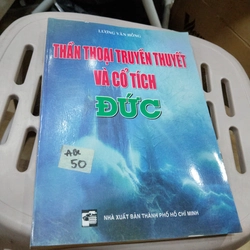 LƯƠNG VĂN HỒNG
THẦN THOẠI TRUYỀN THUYẾT
VÀ CỔ TÍCH
ĐỨC
ABC
50
NHÀ XUẤT BẢN THÀNH PHỐ HỒ CHÍ MINH